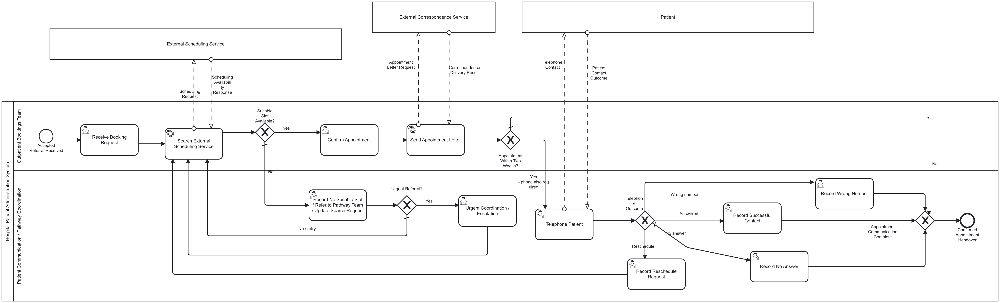 External Correspondence Service
Patient
External Scheduling Service
Appointment
Letter Request
Correspondence
Delivery Result
Telephone
Contact
Patient
Contact
Outcome
Scheduling
Request
Scheduling
Availabili
ty
Response
Hospital Patient Administration System
Outpatient Bookings Team
Accepted
Referral Received
Receive Booking
Request
Search External
Scheduling Service
Suitable
Slot
Available?
Yes
Confirm Appointment
Send Appointment Letter
Appointment
Within Two
Weeks?
No
No
Yes
- phone also req
uired
Patient Communication / Pathway Coordination
Record No Suitable Slot
/ Refer to Pathway Team
/ Update Search Request
Urgent Referral?
Yes
Urgent Coordination /
Escalation
No / retry
Telephone Patient
Telephon
e
Outcome
Wrong number
Record Wrong Number
Answered
Record Successful
Contact
No answer
Record No Answer
Reschedule
Record Reschedule
Request
Appointment
Communication
Complete
Confirmed
Appointment
Handover